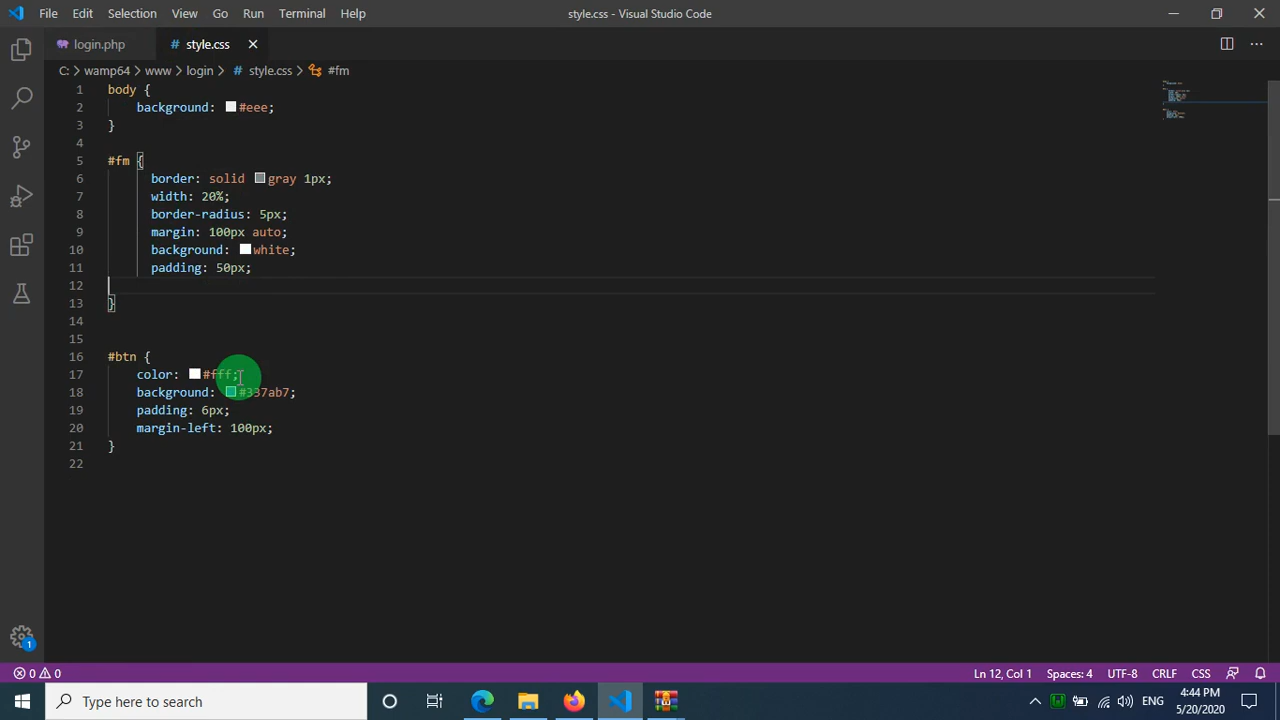 File Edit Selection View Go Run Terminal Help style.css - Visual Studio Code
login.php # style.css
C: > wamp64 > www > login > # style.css > #fm
1 body {
2 background: #eee;
3 }
4
5 #fm {
6 border: solid gray 1px;
7 width: 20%;
8 border-radius: 5px;
9 margin: 100px auto;
10 background: white;
11 padding: 50px;
12
13 }
14
15
16 #btn {
17 color: #fff;
18 background: #337ab7;
19 padding: 6px;
20 margin-left: 100px;
21 }
22
1
0 0 Ln 12, Col 1 Spaces: 4 UTF-8 CRLF CSS
Type here to search ENG 4:44 PM
5/20/2020